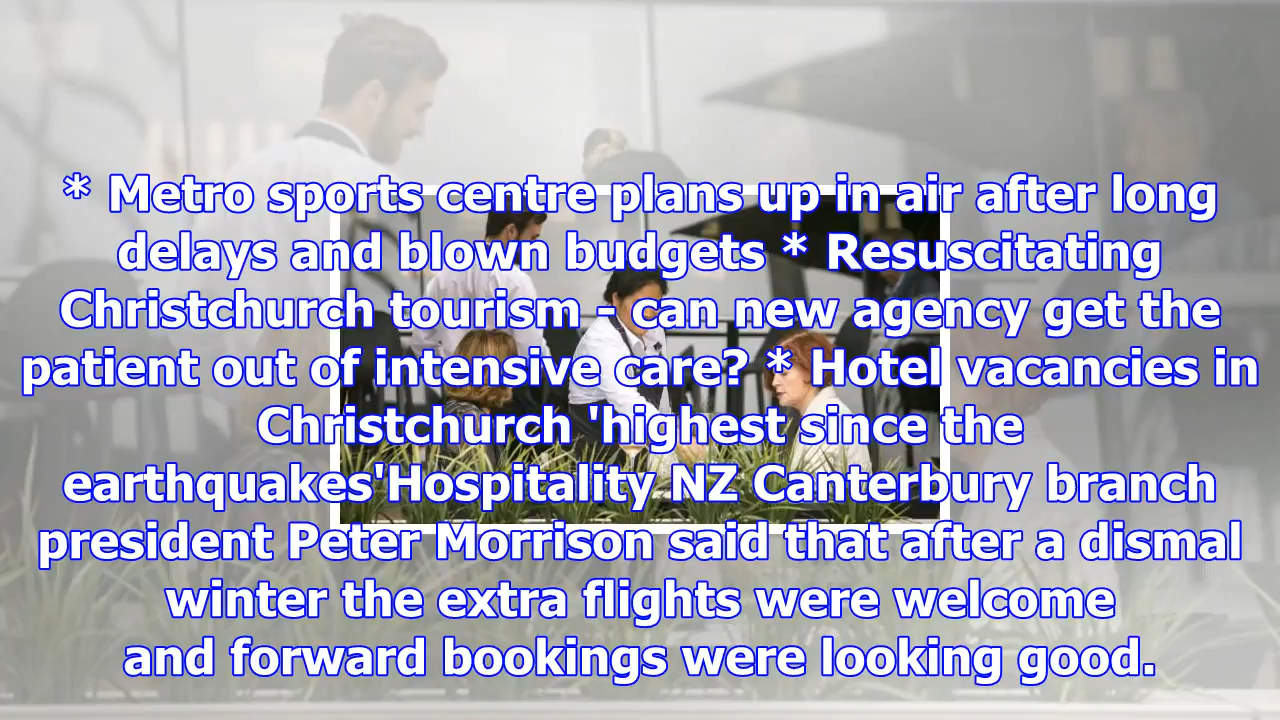 * Metro sports centre plans up in air after long
delays and blown budgets * Resuscitating
Christchurch tourism - can new agency get the
patient out of intensive care? * Hotel vacancies in
Christchurch 'highest since the
earthquakes'Hospitality NZ Canterbury branch
president Peter Morrison said that after a dismal
winter the extra flights were welcome
and forward bookings were looking good.